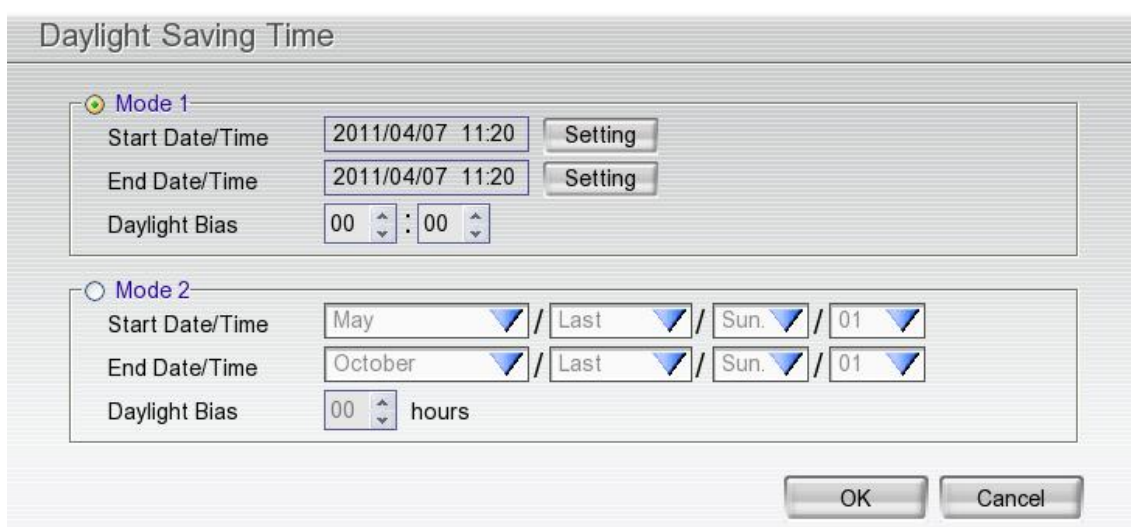 Daylight Saving Time
Mode 1
Start Date/Time 2011/04/07 11:20 Setting
End Date/Time 2011/04/07 11:20 Setting
Daylight Bias 00 : 00
Mode 2
Start Date/Time May / Last / Sun. / 01
End Date/Time October / Last / Sun. / 01
Daylight Bias 00 hours
OK Cancel